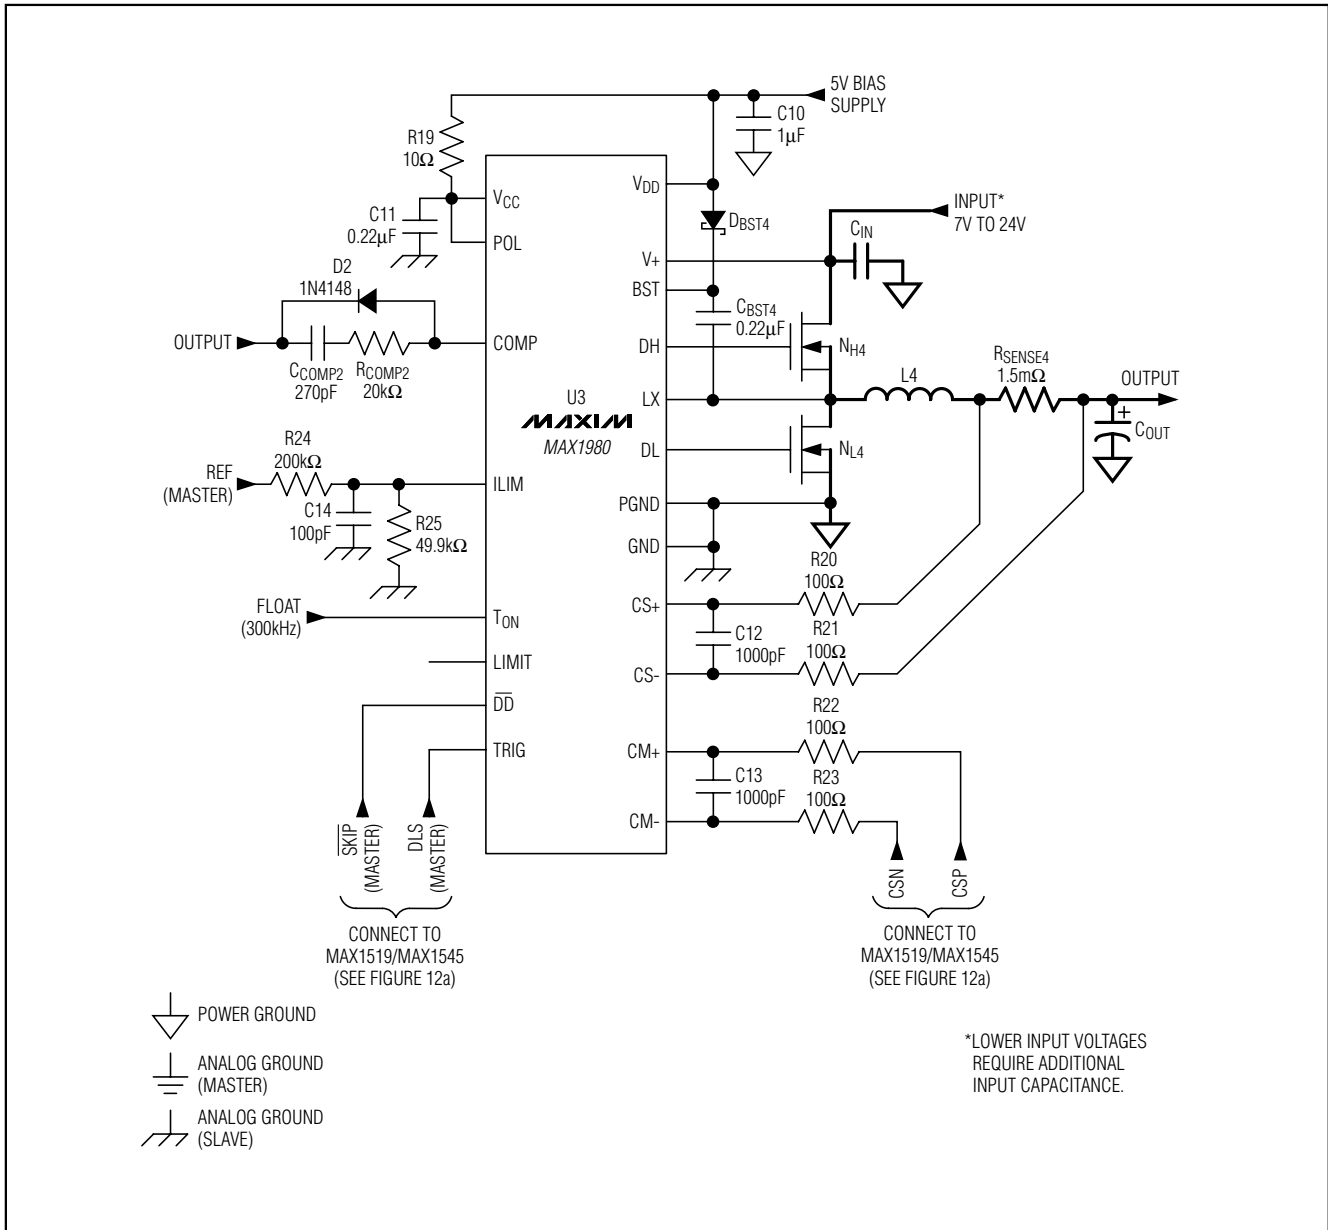 5V BIAS
SUPPLY
C10
1µF
R19
10Ω
VDD
VCC
C11
0.22µF
POL
DBST4
INPUT*
7V TO 24V
CIN
V+
BST
D2
1N4148
CBST4
0.22µF
OUTPUT
COMP
DH
NH4
CCOMP2
270pF
RCOMP2
20kΩ
U3
MAXIM
MAX1980
LX
L4
RSENSE4
1.5mΩ
OUTPUT
+
COUT
DL
NL4
R24
200kΩ
REF
(MASTER)
ILIM
C14
100pF
R25
49.9kΩ
PGND
GND
R20
100Ω
CS+
FLOAT
(300kHz)
TON
C12
1000pF
R21
100Ω
LIMIT
CS-
DD
R22
100Ω
TRIG
CM+
C13
1000pF
R23
100Ω
CM-
SKIP
(MASTER)
DLS
(MASTER)
CSN
CSP
CONNECT TO
MAX1519/MAX1545
(SEE FIGURE 12a)
CONNECT TO
MAX1519/MAX1545
(SEE FIGURE 12a)
POWER GROUND
ANALOG GROUND
(MASTER)
ANALOG GROUND
(SLAVE)
*LOWER INPUT VOLTAGES
REQUIRE ADDITIONAL
INPUT CAPACITANCE.